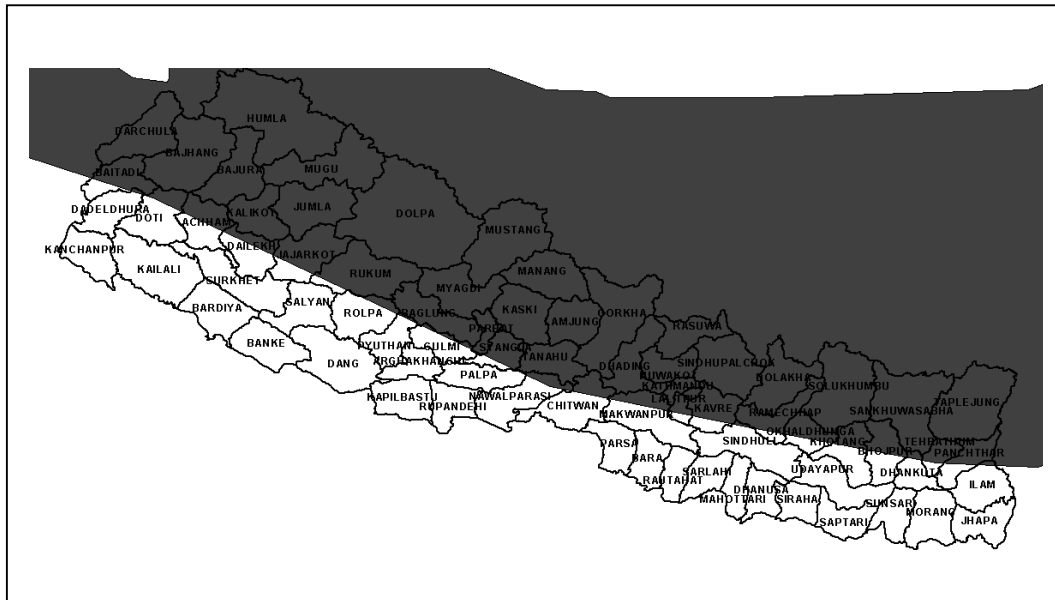 HUMLA
DARCHULA
BAJHANG
BAITADI
BAJURA
MUGU
DADELDHURA
DOTI
ACHHAM
KALIKOT
JUMLA
DOLPA
MUSTANG
KANCHANPUR
KAILALI
DAILEKH
JAJARKOT
SURKHET
RUKUM
MANANG
MYAGDI
BARDIYA
SALYAN
ROLPA
BAGLUNG
KASKI
LAMJUNG
GORKHA
PARBAT
RASUWA
BANKE
PYUTHAN
GULMI
SYANGJA
TANAHU
DANG
ARGHAKHANCHI
PALPA
DHADING
NUWAKOT
SINDHUPALCHOK
DOLAKHA
KATHMANDU
SOLUKHUMBU
KAPILBASTU
RUPANDEHI
NAWALPARASI
CHITWAN
LALITPUR
KAVRE
RAMECHHAP
SANKHUWASABHA
TAPLEJUNG
MAKWANPUR
OKHALDHUNGA
KHOTANG
BHOJPUR
TEHRATHUM
PANCHTHAR
PARSA
BARA
SINDHULI
RAUTAHAT
SARLAHI
UDAYAPUR
DHANKUTA
ILAM
MAHOTTARI
DHANUSA
SIRAHA
SAPTARI
SUNSARI
MORANG
JHAPA